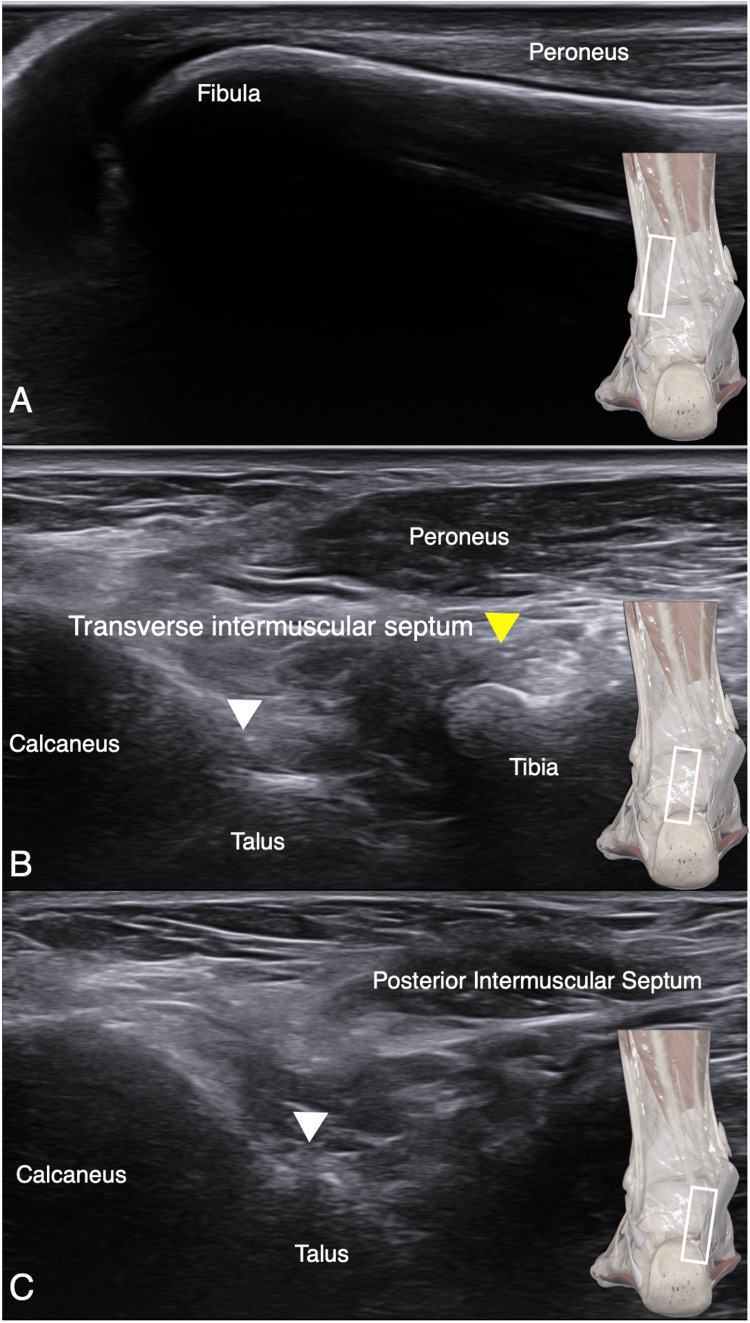 Peroneus
Fibula
A
Peroneus
Transverse intermuscular septum
Calcaneus
Tibia
Talus
B
Posterior Intermuscular Septum
Calcaneus
Talus
C